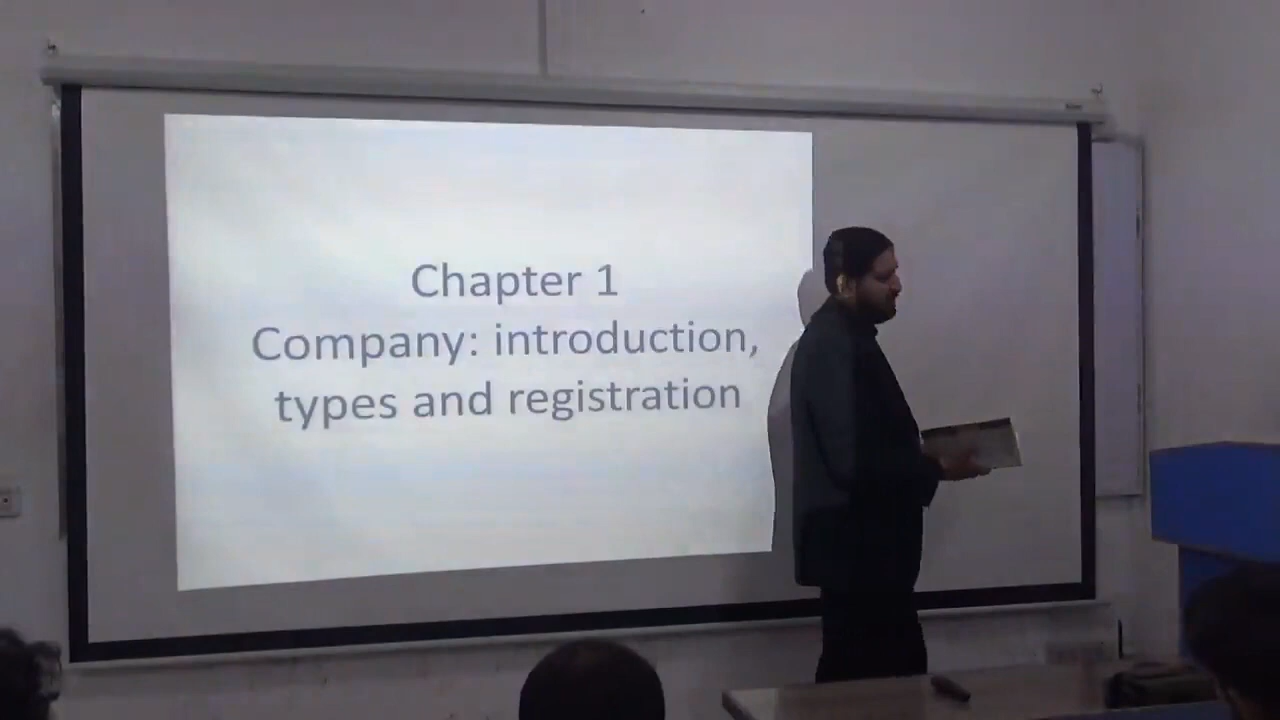 Chapter 1
Company: introduction,
types and registration